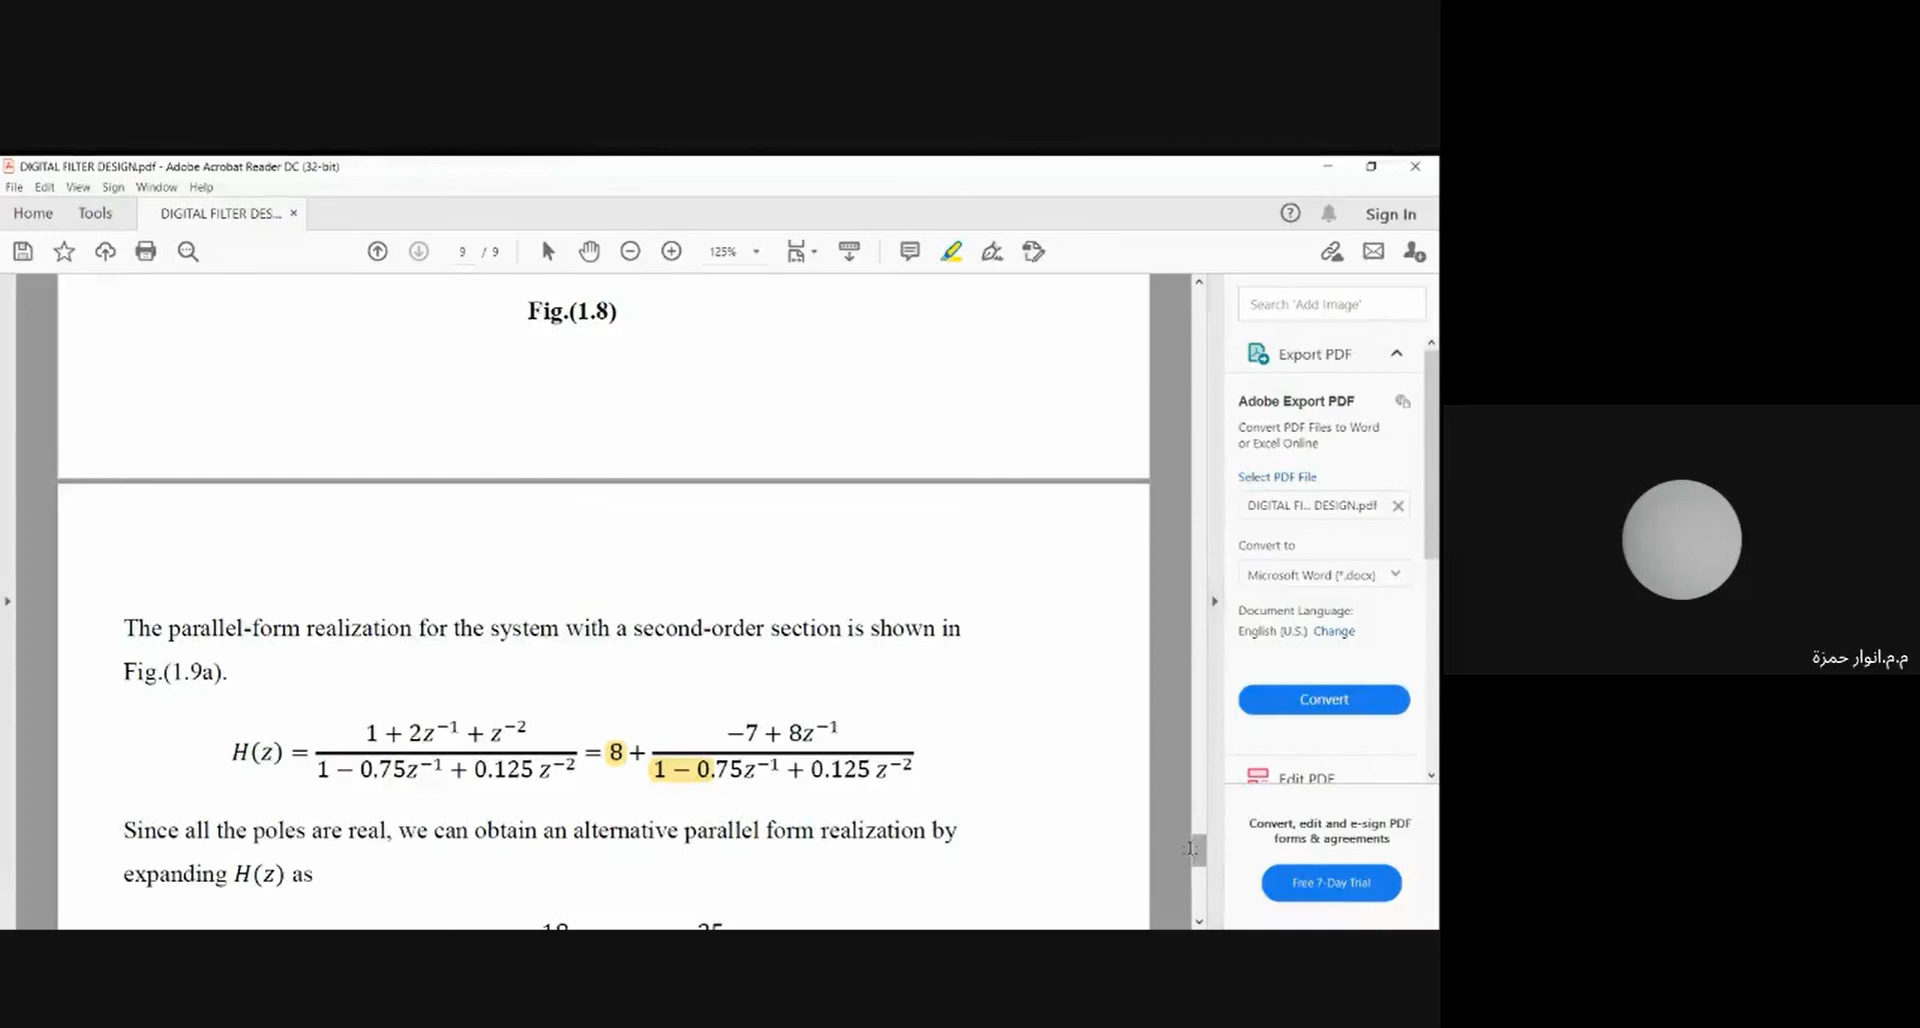 DIGITAL FILTER DESIGN.pdf - Adobe Acrobat Reader DC (32-bit)
File Edit View Sign Window Help
Home Tools DIGITAL FILTER DES... × Sign In
9 / 9 125%
Fig.(1.8)
The parallel-form realization for the system with a second-order section is shown in
Fig.(1.9a).
H(z) = \frac{1 + 2z^{-1} + z^{-2}}{1 - 0.75z^{-1} + 0.125 z^{-2}} = 8 + \frac{-7 + 8z^{-1}}{1 - 0.75z^{-1} + 0.125 z^{-2}}
Since all the poles are real, we can obtain an alternative parallel form realization by
expanding H(z) as
Search 'Add Image'
Export PDF
Adobe Export PDF
Convert PDF Files to Word
or Excel Online
Select PDF File
DIGITAL FI... DESIGN.pdf
Convert to
Microsoft Word (*.docx)
Document Language:
English (U.S.) Change
Convert
Edit PDF
Convert, edit and e-sign PDF
forms & agreements
Free 7-Day Trial
م.م.انوار حمزة